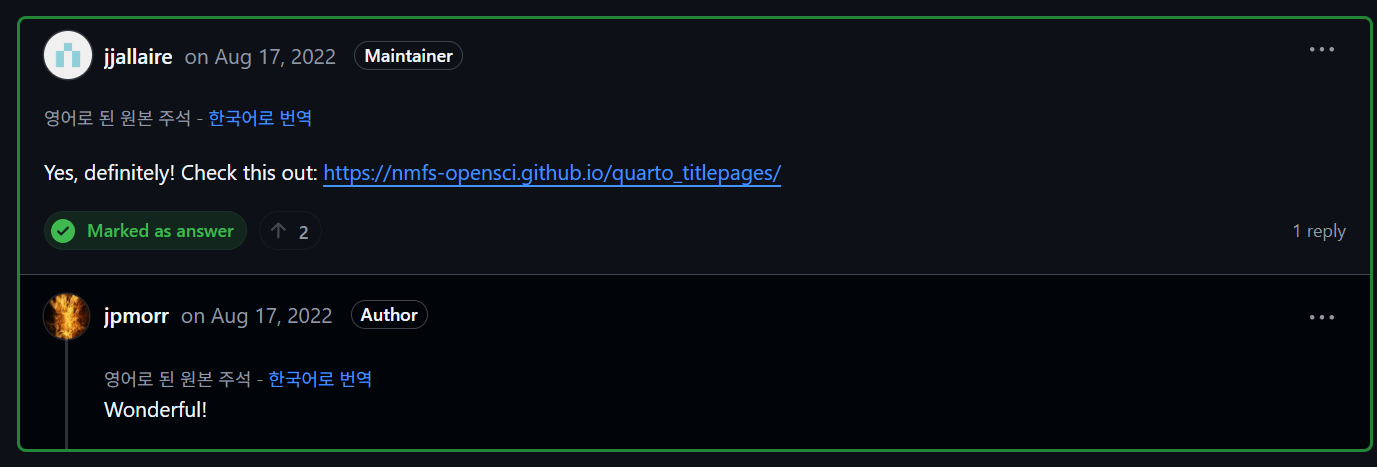 jjallaire on Aug 17, 2022 Maintainer
영어로 된 원본 주석 - 한국어로 번역
Yes, definitely! Check this out: https://nmfs-opensci.github.io/quarto_titlepages/
Marked as answer 2 1 reply
jpmorr on Aug 17, 2022 Author
영어로 된 원본 주석 - 한국어로 번역
Wonderful!